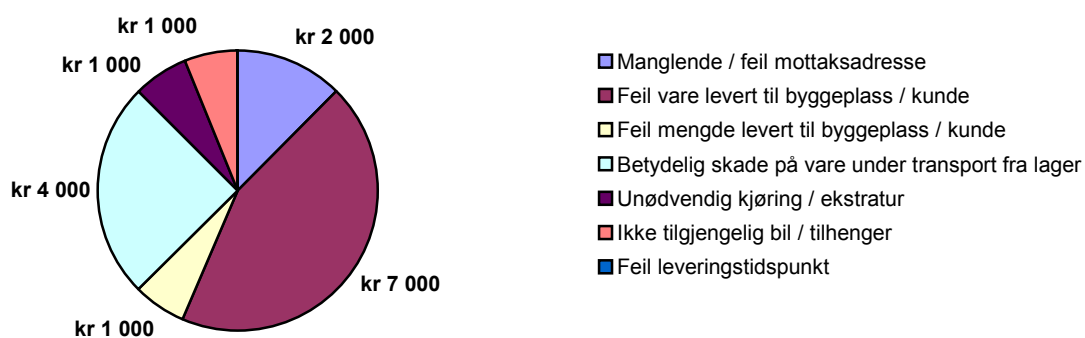 kr 1 000
kr 2 000
kr 1 000
kr 4 000
kr 7 000
kr 1 000
Manglende / feil mottaksadresse
Feil vare levert til byggeplass / kunde
Feil mengde levert til byggeplass / kunde
Betydelig skade på vare under transport fra lager
Unødvendig kjøring / ekstratur
Ikke tilgjengelig bil / tilhenger
Feil leveringstidspunkt